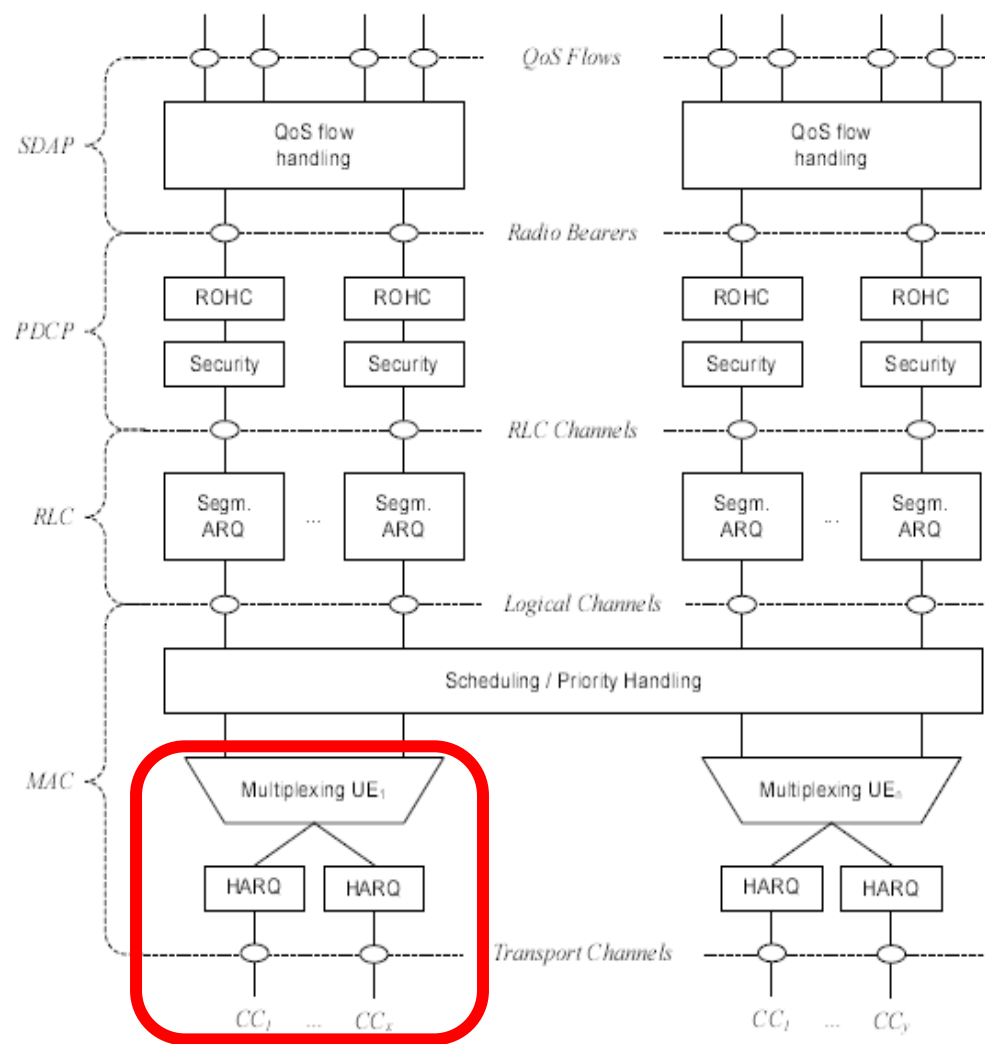 QoS Flows
SDAP
QoS flow
handling
QoS flow
handling
Radio Bearers
PDCP
ROHC
ROHC
ROHC
ROHC
Security
Security
Security
Security
RLC Channels
RLC
Segm.
ARQ
...
Segm.
ARQ
Segm.
ARQ
...
Segm.
ARQ
Logical Channels
MAC
Scheduling / Priority Handling
Multiplexing UE₁
Multiplexing UEₙ
HARQ
HARQ
HARQ
HARQ
Transport Channels
CC₁ ... CCₓ
CC₁ ... CCᵧ